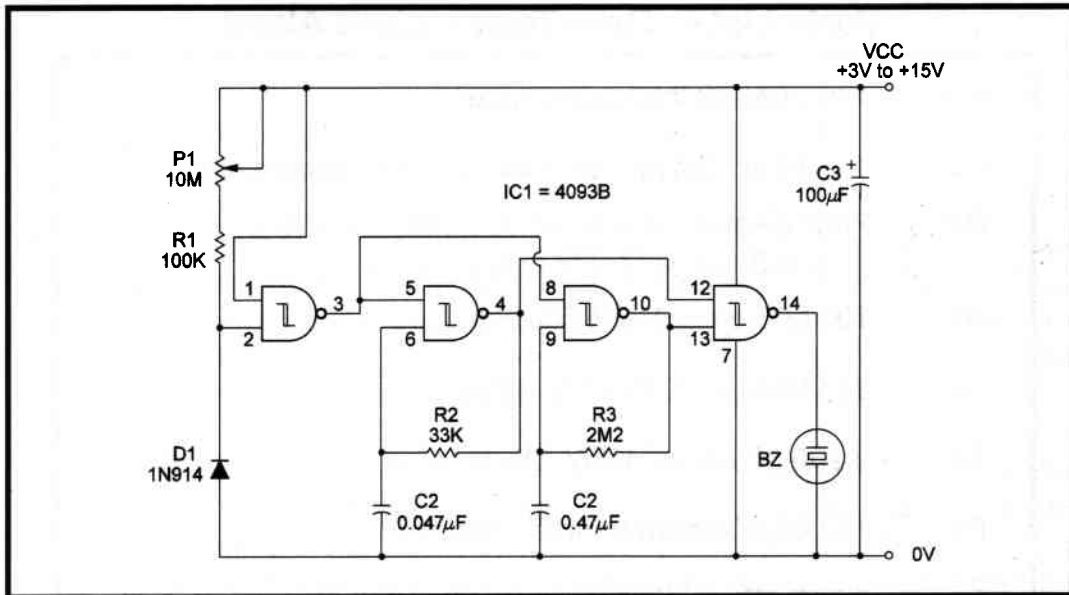 VCC
+3V to +15V
P1
10M
C3
+
100µF
IC1 = 4093B
R1
100K
1
2
3
5
6
4
8
9
10
12
13
14
7
R2
33K
R3
2M2
D1
1N914
BZ
C2
0.047µF
C2
0.47µF
0V